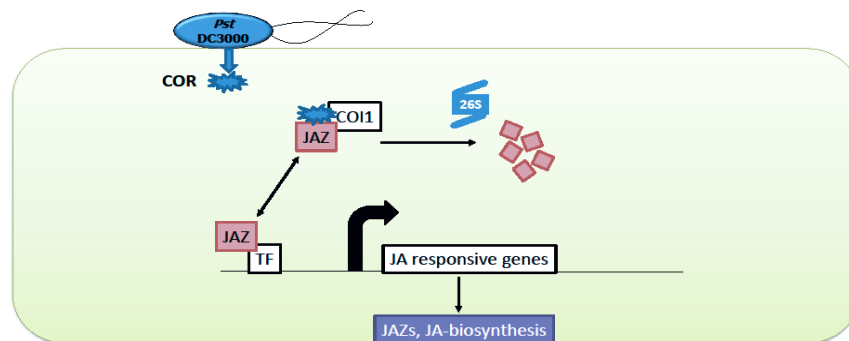 Pst
DC3000
COR
26S
COI1
JAZ
JAZ
TF
JA responsive genes
JAZs, JA-biosynthesis